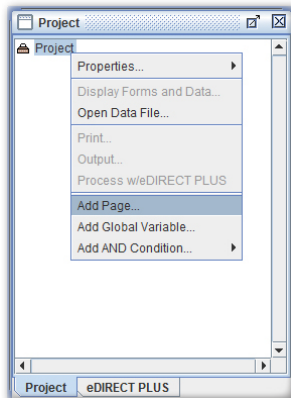 Project
Project
Properties...
Display Forms and Data...
Open Data File...
Print...
Output...
Process w/eDIRECT PLUS
Add Page...
Add Global Variable...
Add AND Condition...
Project eDIRECT PLUS